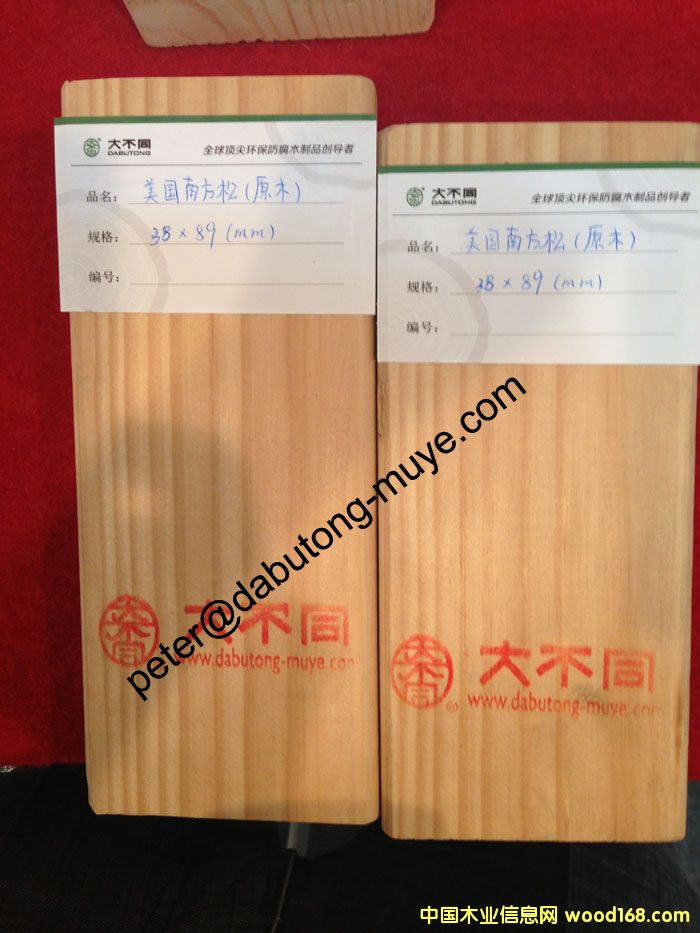 大不同
DABUTONG
全球顶尖环保防腐木制品创导者
品名： 美国南方松(原木)
规格： 38×89(mm)
编号：
大不同
DABUTONG
全球顶尖环保防腐木制品创导者
品名： 美国南方松(原木)
规格： 38×89(mm)
编号：
peter@dabutong-muye.com
大不同
www.dabutong-muye.com
大不同
®
www.dabutong-muye.com
中国木业信息网 wood168.com